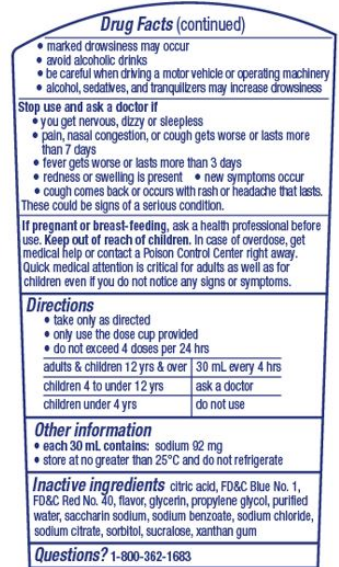 Drug Facts (continued)
• marked drowsiness may occur
• avoid alcoholic drinks
• be careful when driving a motor vehicle or operating machinery
• alcohol, sedatives, and tranquilizers may increase drowsiness
Stop use and ask a doctor if
• you get nervous, dizzy or sleepless
• pain, nasal congestion, or cough gets worse or lasts more
than 7 days
• fever gets worse or lasts more than 3 days
• redness or swelling is present • new symptoms occur
• cough comes back or occurs with rash or headache that lasts.
These could be signs of a serious condition.
If pregnant or breast-feeding, ask a health professional before
use. Keep out of reach of children. In case of overdose, get
medical help or contact a Poison Control Center right away.
Quick medical attention is critical for adults as well as for
children even if you do not notice any signs or symptoms.
Directions
• take only as directed
• only use the dose cup provided
• do not exceed 4 doses per 24 hrs
adults & children 12 yrs & over 30 mL every 4 hrs
children 4 to under 12 yrs ask a doctor
children under 4 yrs do not use
Other information
• each 30 mL contains: sodium 92 mg
• store at no greater than 25°C and do not refrigerate
Inactive ingredients citric acid, FD&C Blue No. 1,
FD&C Red No. 40, flavor, glycerin, propylene glycol, purified
water, saccharin sodium, sodium benzoate, sodium chloride,
sodium citrate, sorbitol, sucralose, xanthan gum
Questions? 1-800-362-1683